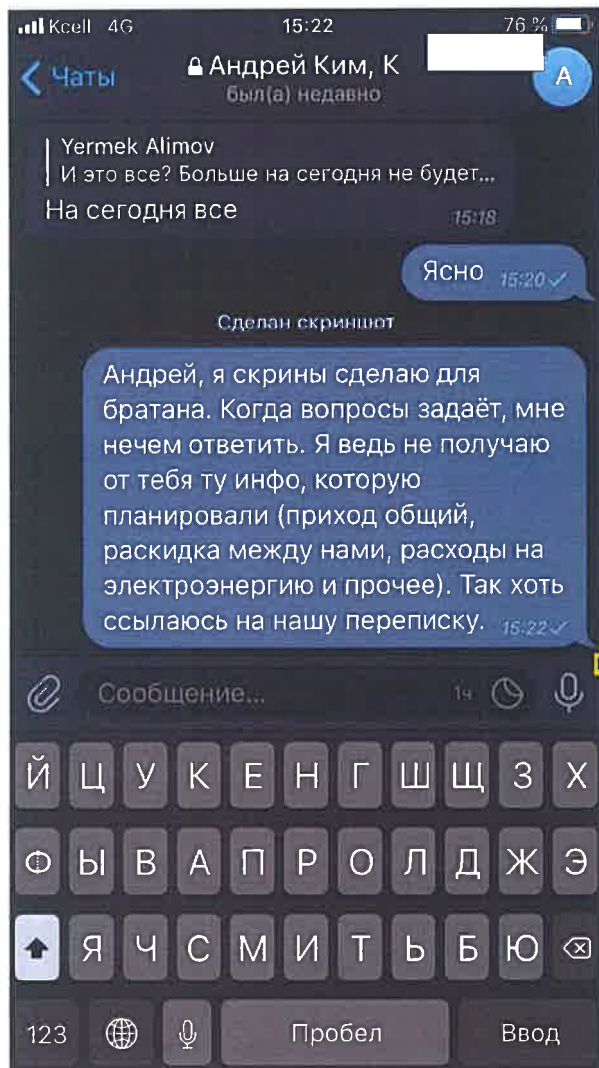 Kcell 4G 15:22 76 %
Чаты
Андрей Ким, К
был(а) недавно
А
Yermek Alimov
И это все? Больше на сегодня не будет...
На сегодня все
15:18
Ясно 15:20
Сделан скриншот
Андрей, я скрины сделаю для
братана. Когда вопросы задаёт, мне
нечем ответить. Я ведь не получаю
от тебя ту инфо, которую
планировали (приход общий,
раскидка между нами, расходы на
электроэнергию и прочее). Так хоть
ссылаюсь на нашу переписку. 15:22
Сообщение... 1ч
Й Ц У К Е Н Г Ш Щ З Х
Ф Ы В А П Р О Л Д Ж Э
Я Ч С М И Т Ь Б Ю
123 Пробел Ввод